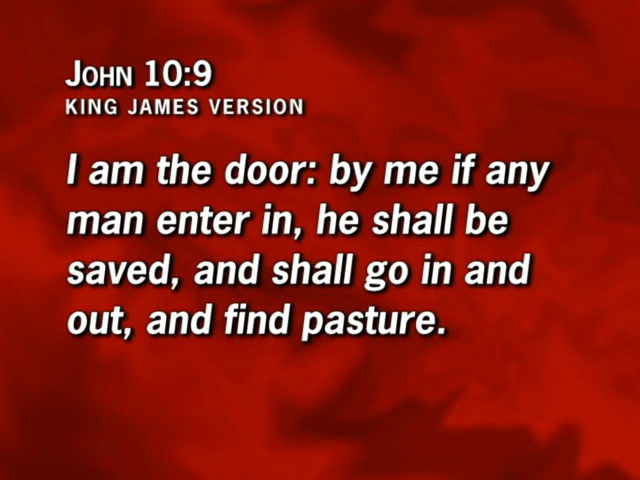 John 10:9
KING JAMES VERSION
I am the door: by me if any
man enter in, he shall be
saved, and shall go in and
out, and find pasture.